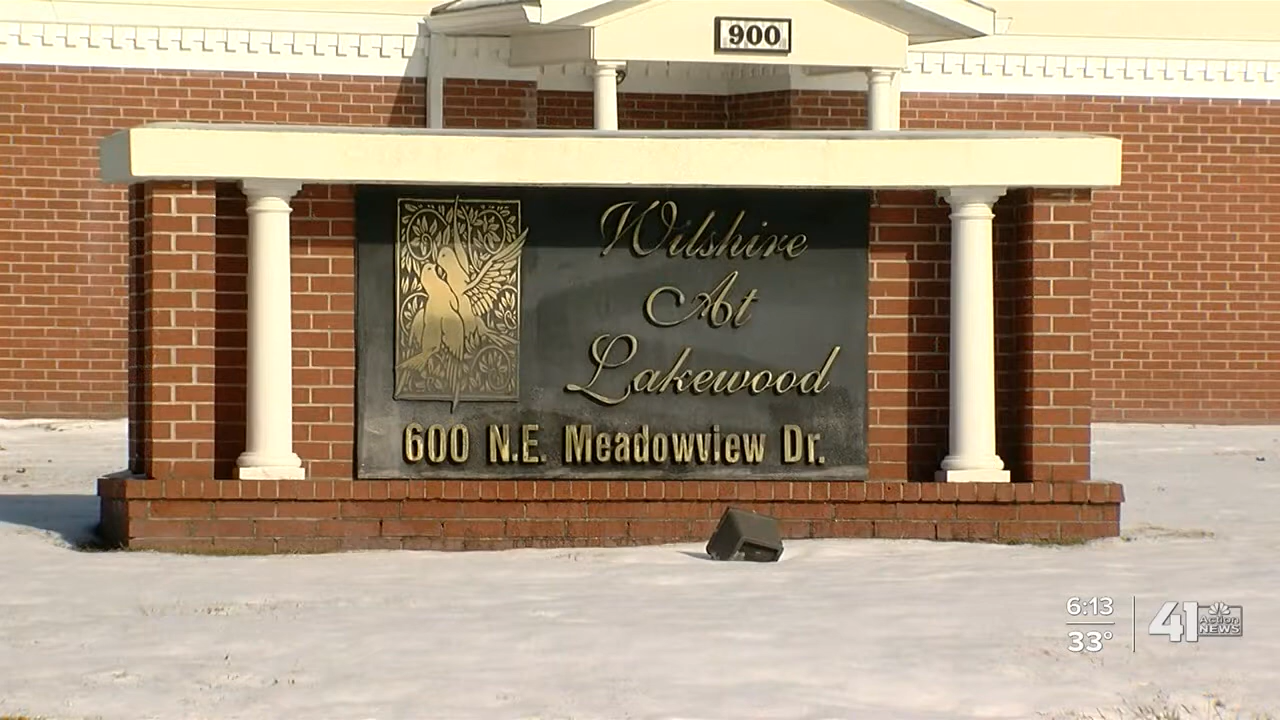 900
Wilshire
At
Lakewood
600 N.E. Meadowview Dr.
6:13
33°
41 Action NEWS